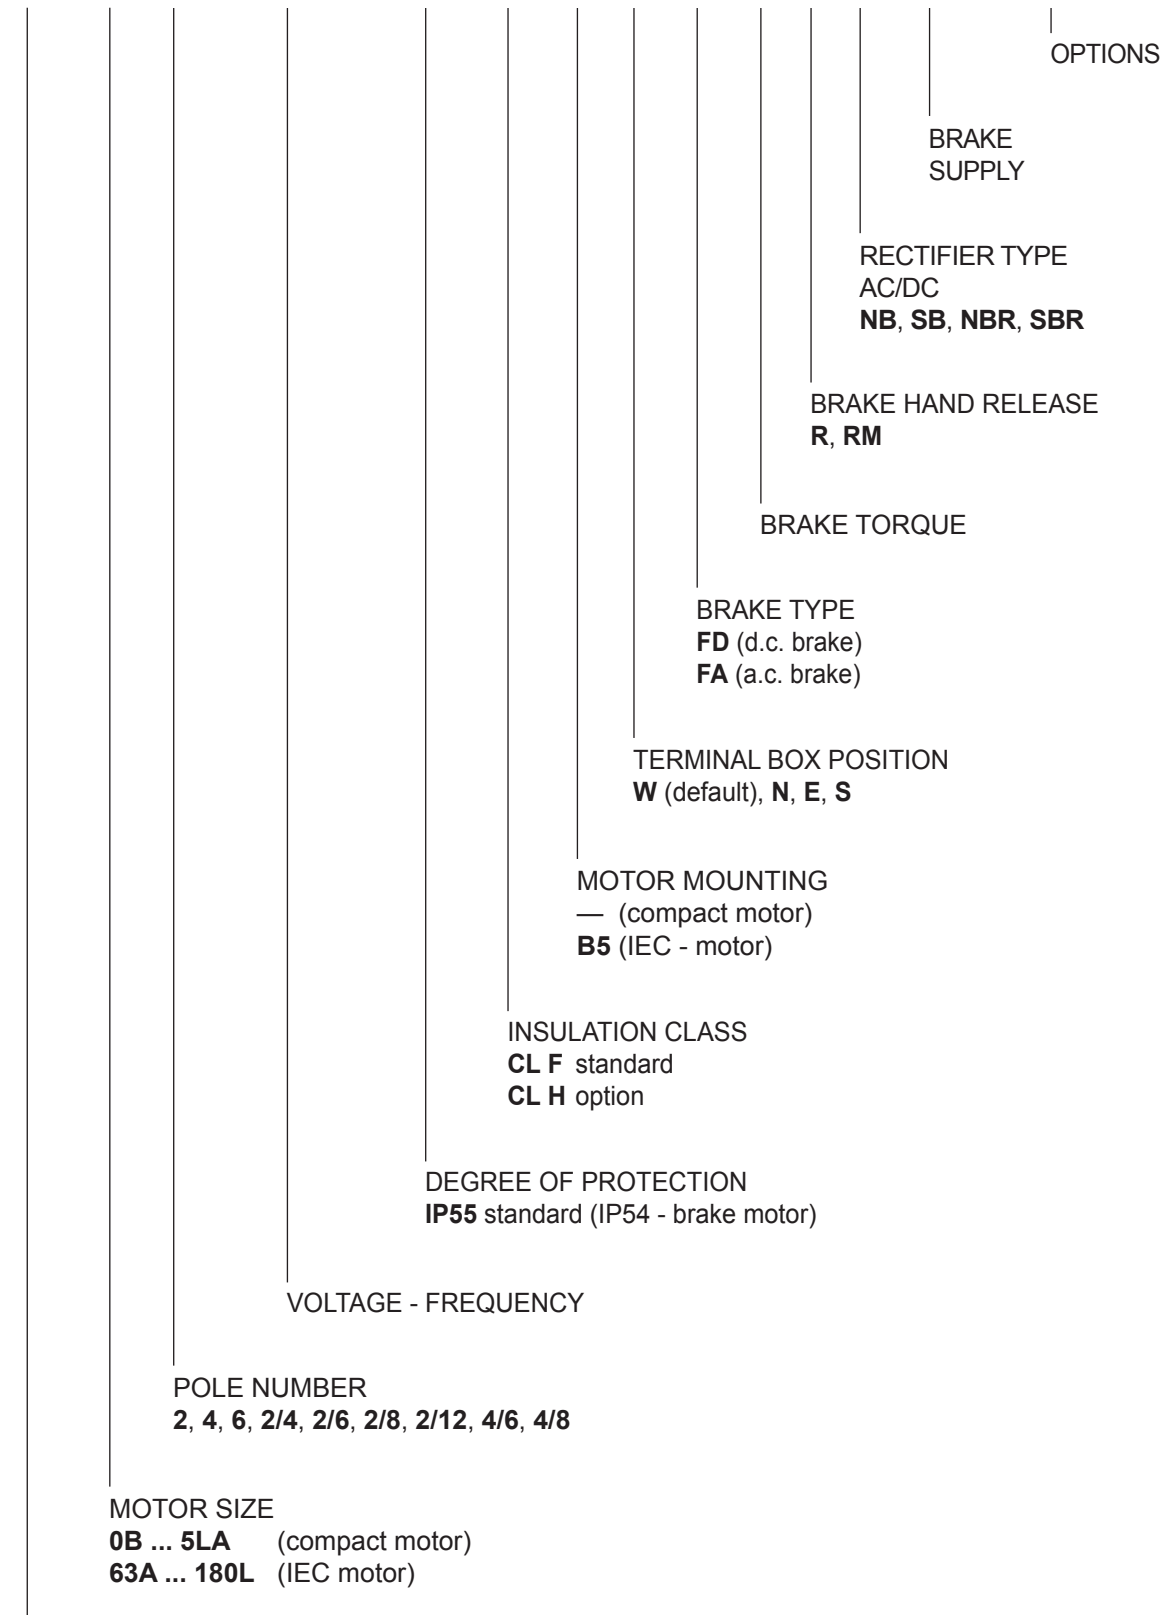 OPTIONS
BRAKE
SUPPLY
RECTIFIER TYPE
AC/DC
NB, SB, NBR, SBR
BRAKE HAND RELEASE
R, RM
BRAKE TORQUE
BRAKE TYPE
FD (d.c. brake)
FA (a.c. brake)
TERMINAL BOX POSITION
W (default), N, E, S
MOTOR MOUNTING
— (compact motor)
B5 (IEC - motor)
INSULATION CLASS
CL F standard
CL H option
DEGREE OF PROTECTION
IP55 standard (IP54 - brake motor)
VOLTAGE - FREQUENCY
POLE NUMBER
2, 4, 6, 2/4, 2/6, 2/8, 2/12, 4/6, 4/8
MOTOR SIZE
0B ... 5LA (compact motor)
63A ... 180L (IEC motor)